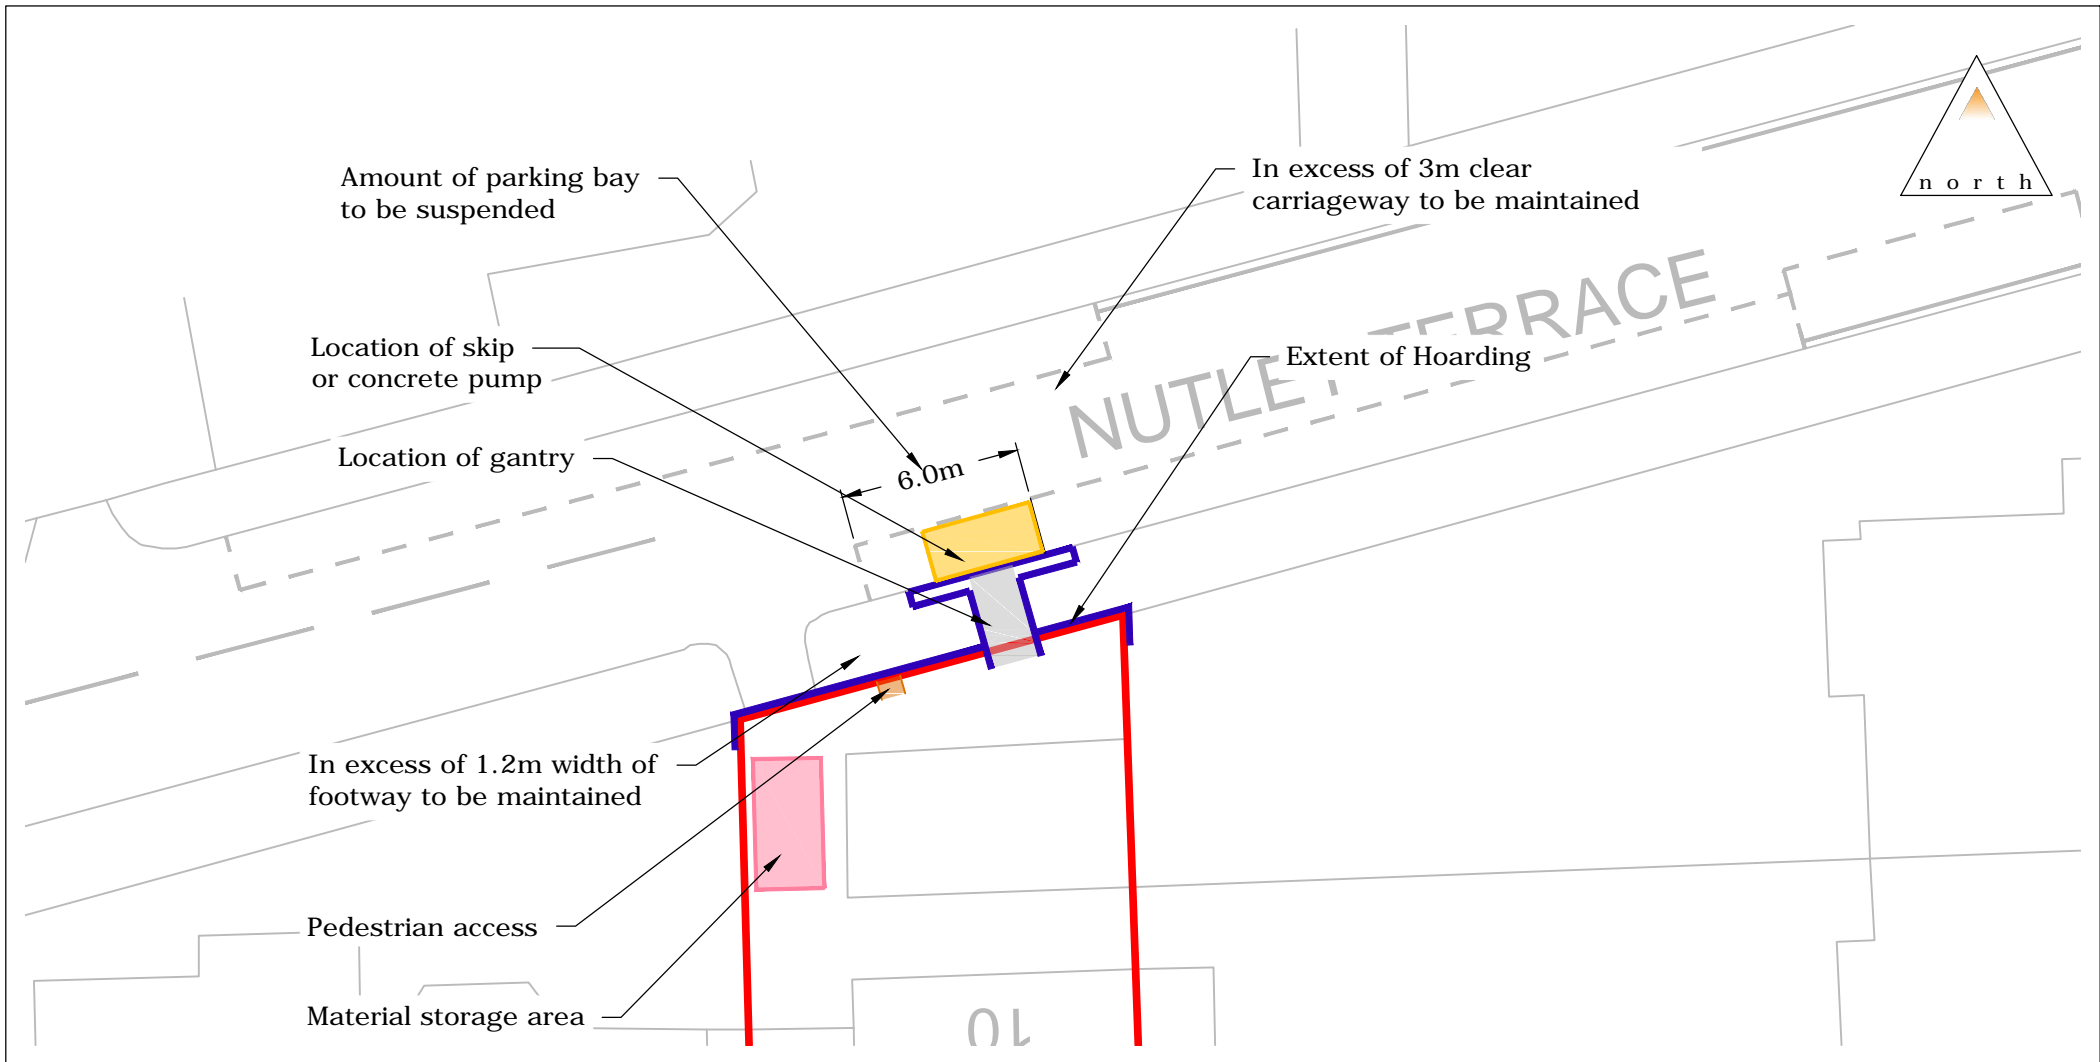 Amount of parking bay
to be suspended
In excess of 3m clear
carriageway to be maintained
north
NUTLEY TERRACE
Location of skip
or concrete pump
Extent of Hoarding
Location of gantry
6.0m
In excess of 1.2m width of
footway to be maintained
Pedestrian access
Material storage area
10